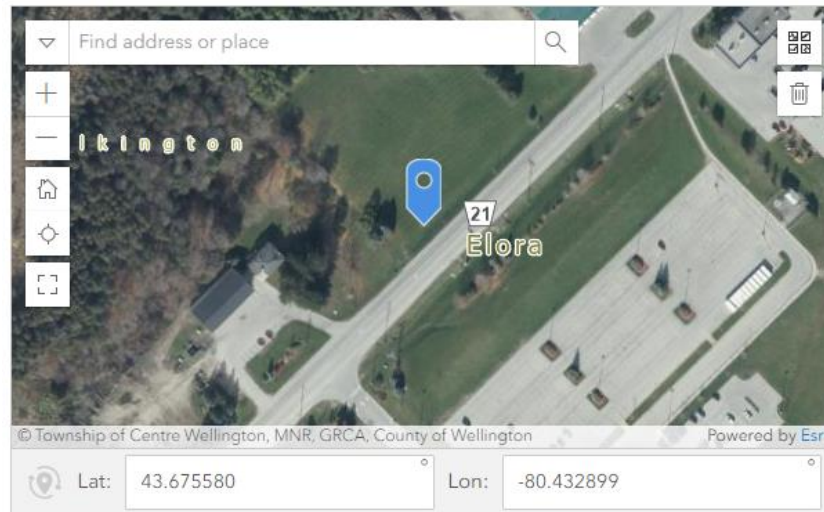 Find address or place
lkington
21
Elora
© Township of Centre Wellington, MNR, GRCA, County of Wellington
Powered by Esr
Lat: 43.675580 °
Lon: -80.432899 °